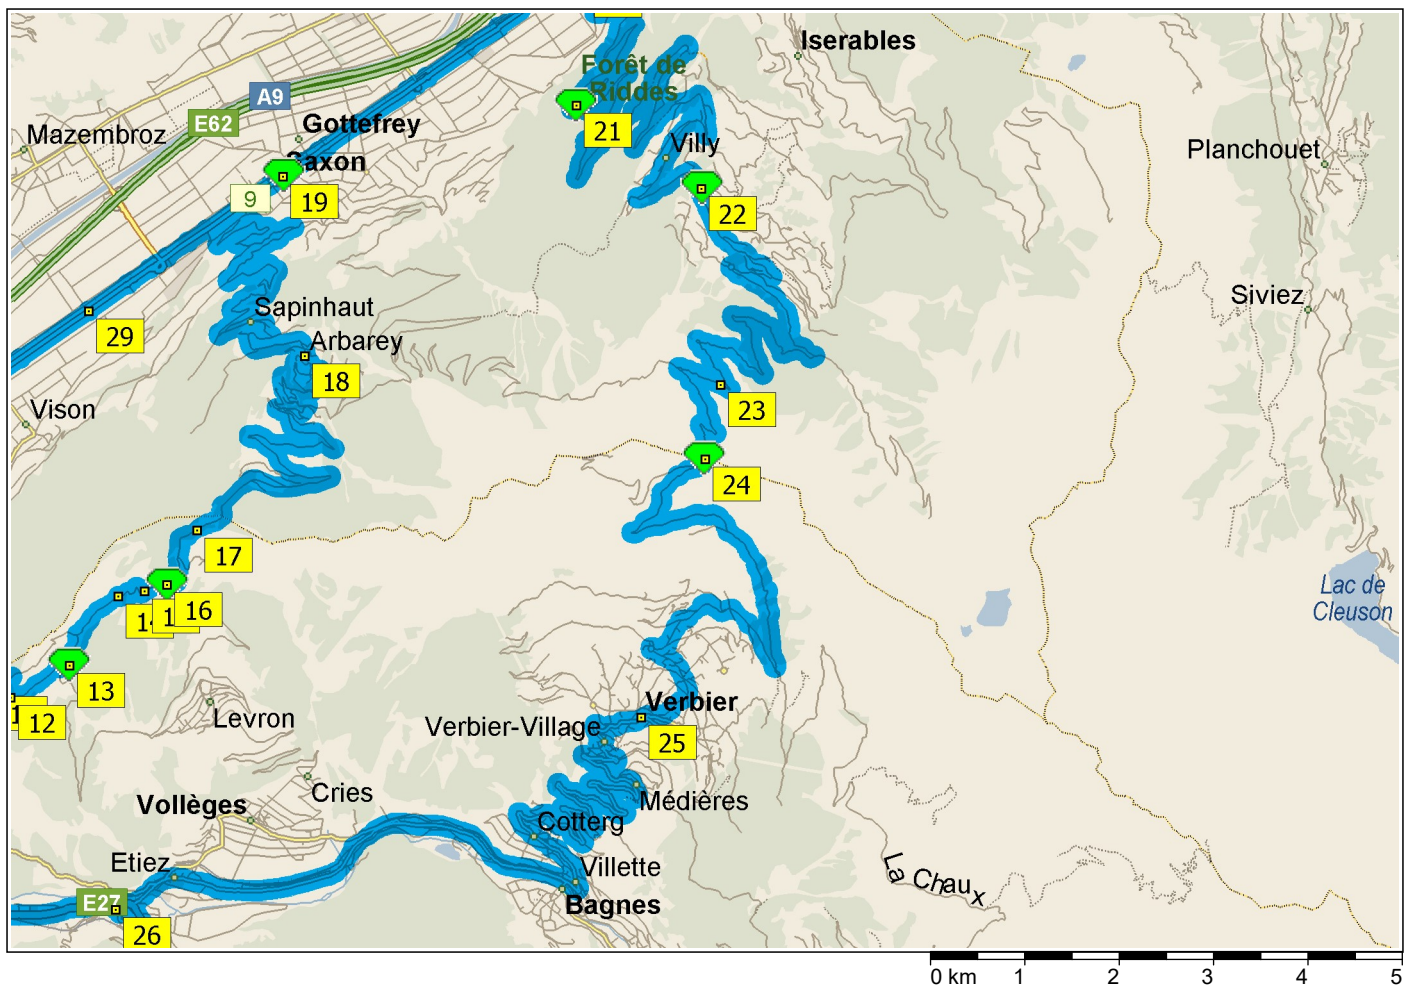 Iserables
Forêt de
Riddes
A9
E62
Gottefrey
21
Mazembroz
Villy
Planchouet
Saxon
9
19
22
Siviez
Sapinhaut
29
Arbarey
18
Vison
23
24
17
Lac de
Cleuson
16
13
12
Levron
Verbier
Verbier-Village
25
Cries
Médières
Vollèges
Cotterg
Etiez
Villette
La Chaux
E27
Bagnes
26
0 km 1 2 3 4 5